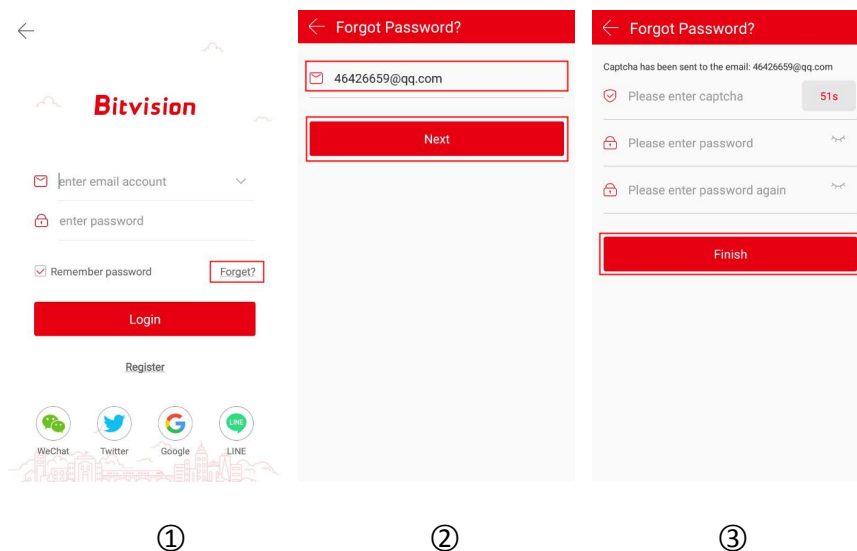 Bitvision
enter email account
enter password
Remember password
Forget?
Login
Register
WeChat
Twitter
Google
LINE
LINE
①
Forgot Password?
46426659@qq.com
Next
②
Forgot Password?
Captcha has been sent to the email: 46426659@qq.com
Please enter captcha
51s
Please enter password
Please enter password again
Finish
③